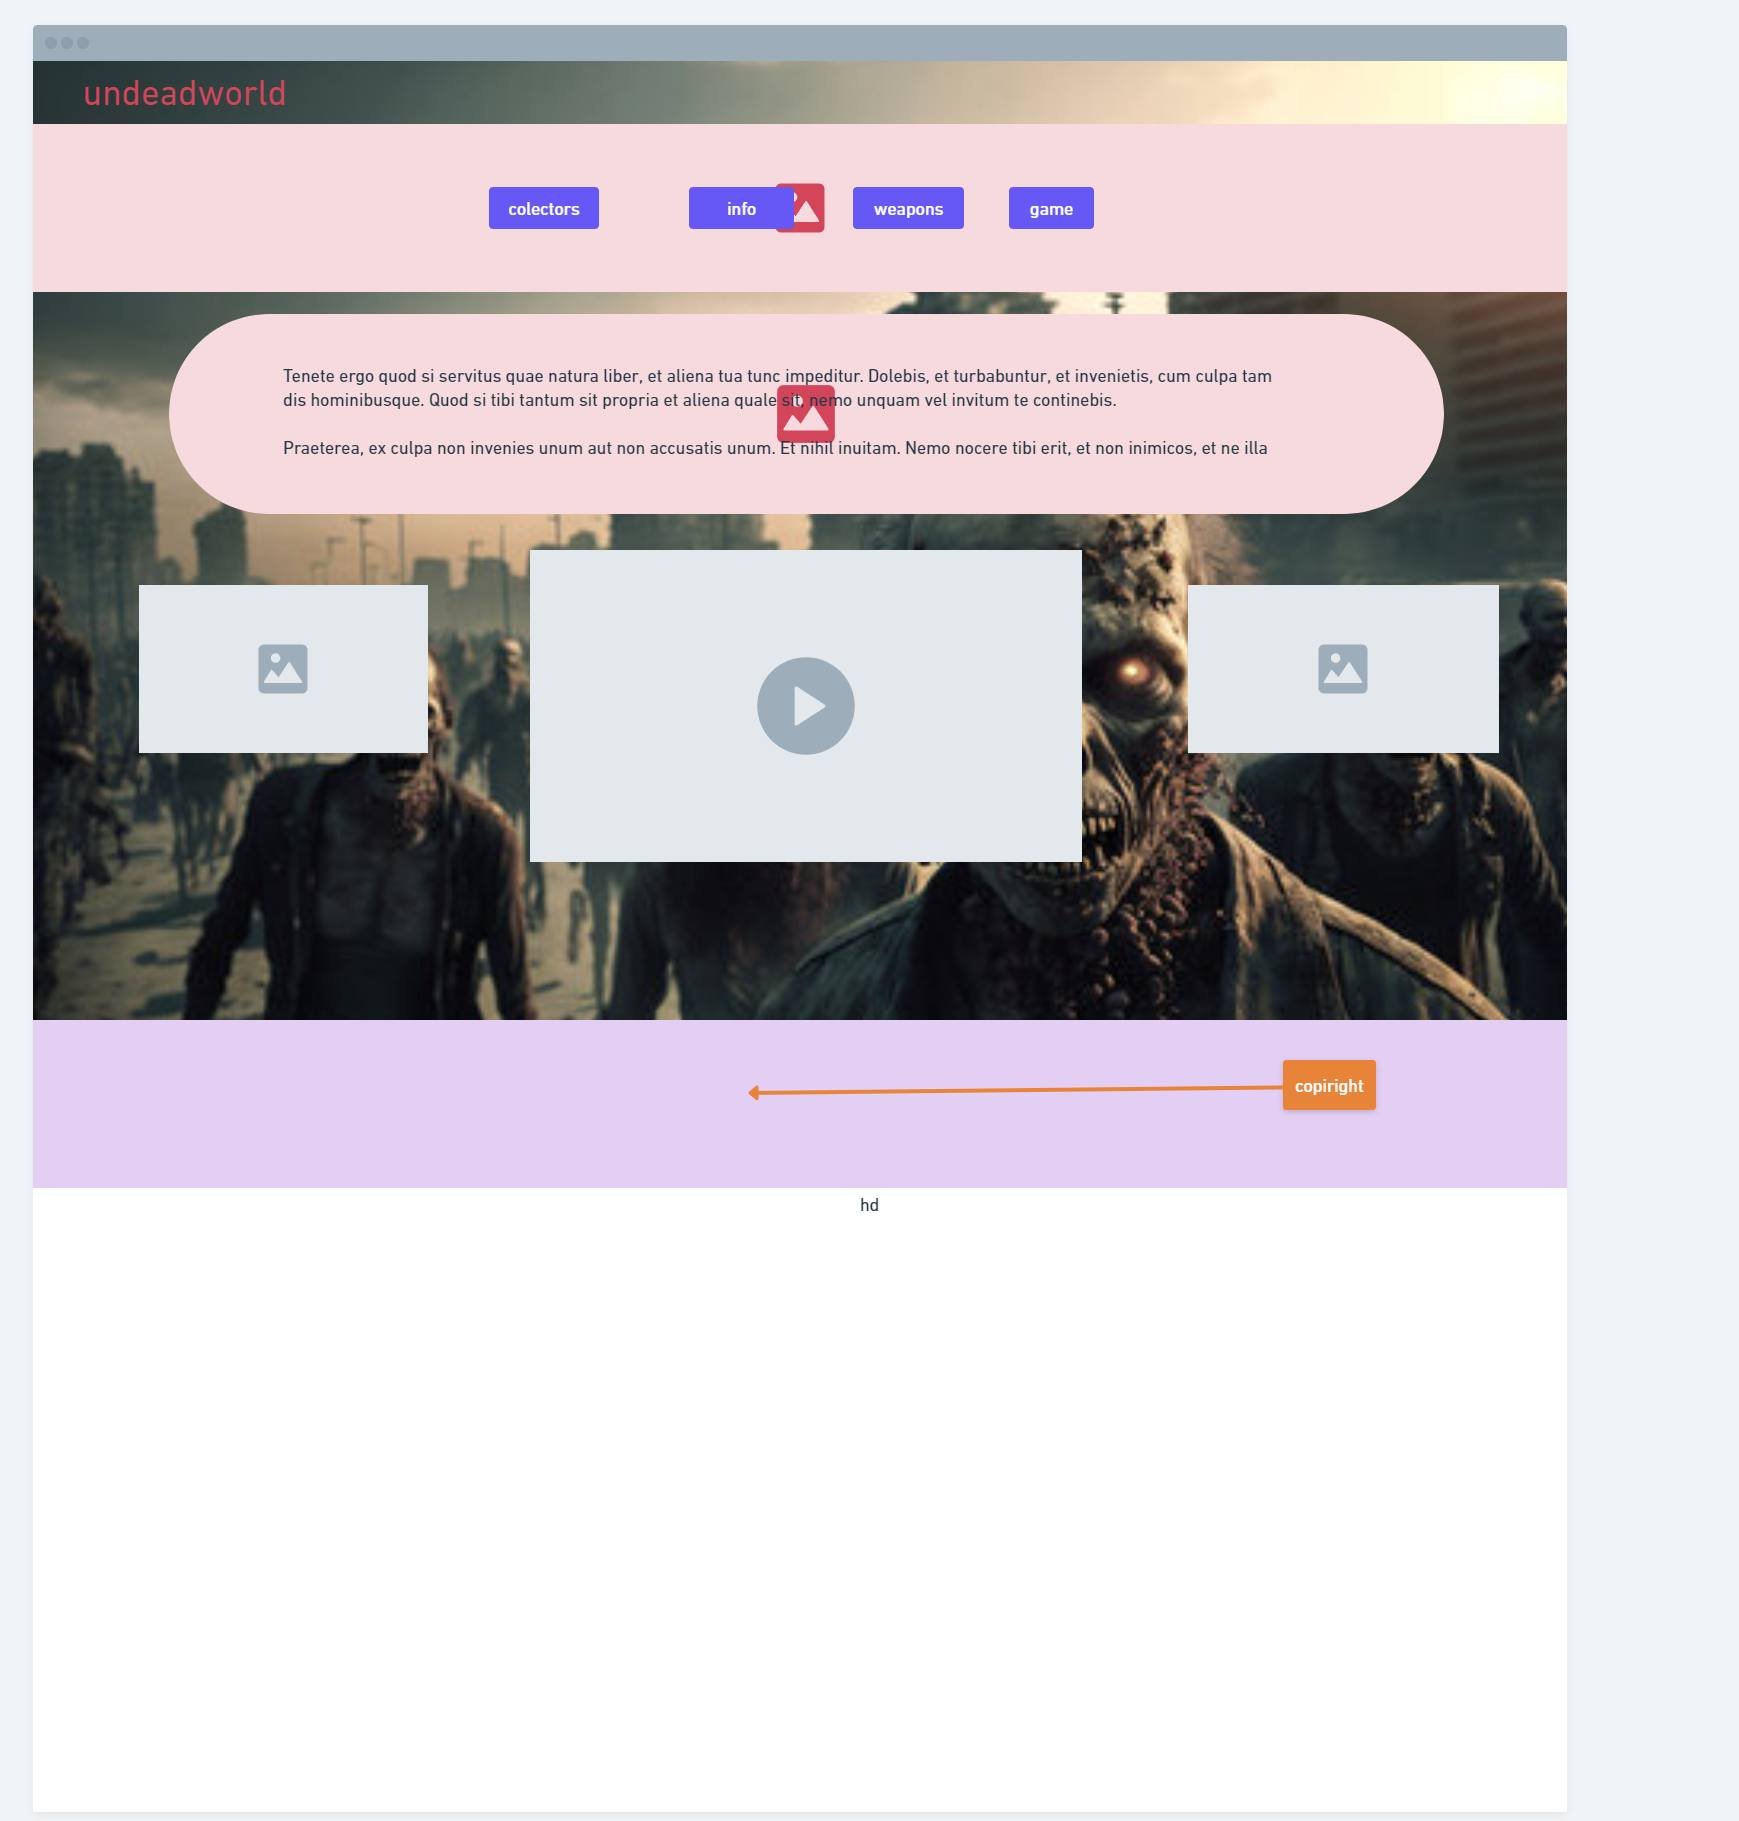 undeadworld
colectors
info
weapons
game
Tenete ergo quod si servitus quae natura liber, et aliena tua tunc impeditur. Dolebis, et turbabuntur, et invenietis, cum culpa tam
dis hominibusque. Quod si tibi tantum sit propria et aliena quale sit, nemo unquam vel invitum te continebis.
Praeterea, ex culpa non invenies unum aut non accusatis unum. Et nihil inuitam. Nemo nocere tibi erit, et non inimicos, et ne illa
copiright
hd